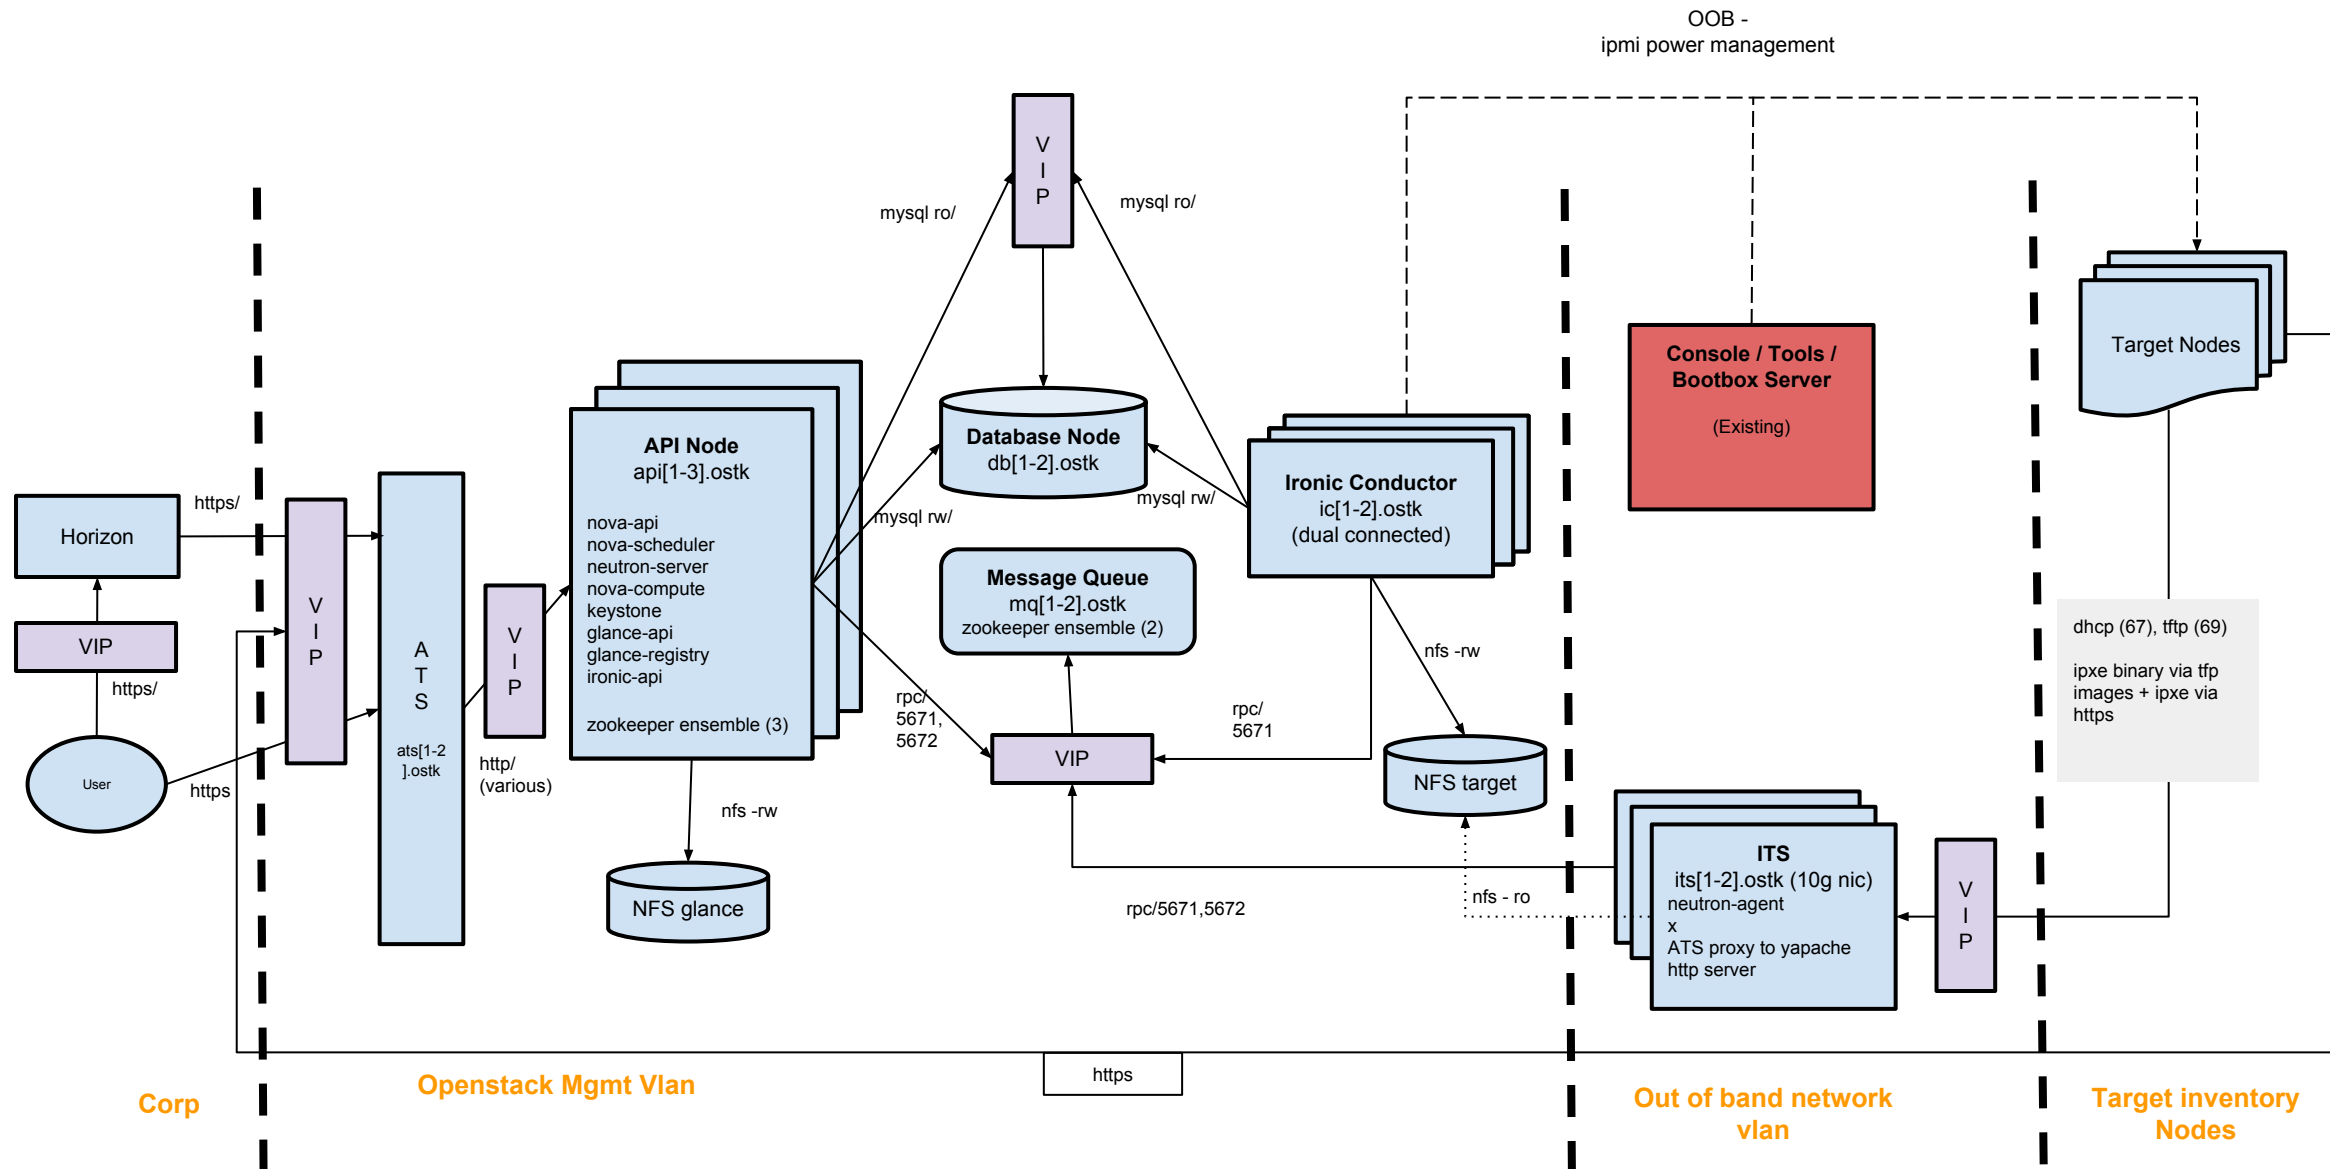 OOB -
ipmi power management
V
I
P
mysql ro/
mysql ro/
Console / Tools /
Bootbox Server
(Existing)
Target Nodes
API Node
api[1-3].ostk
nova-api
nova-scheduler
neutron-server
nova-compute
keystone
glance-api
glance-registry
ironic-api
zookeeper ensemble (3)
Database Node
db[1-2].ostk
mysql rw/
mysql rw/
Ironic Conductor
ic[1-2].ostk
(dual connected)
Horizon
https/
VIP
https/
User
https
V
I
P
A
T
S
ats[1-2
].ostk
V
I
P
http/
(various)
Message Queue
mq[1-2].ostk
zookeeper ensemble (2)
rpc/
5671,
5672
rpc/
5671
VIP
nfs -rw
NFS target
nfs -rw
NFS glance
dhcp (67), tftp (69)
ipxe binary via tfp
images + ipxe via
https
ITS
its[1-2].ostk (10g nic)
neutron-agent
x
ATS proxy to yapache
http server
V
I
P
nfs - ro
rpc/5671,5672
https
Corp
Openstack Mgmt Vlan
Out of band network
vlan
Target inventory
Nodes